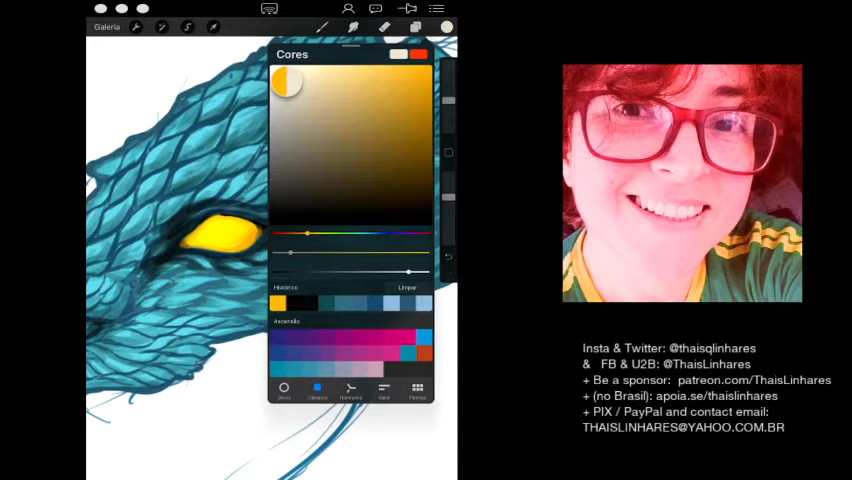 Galeria
Cores
Histórico
Limpar
Ascensão
Disco
Clássico
Harmonia
Valor
Paletas
Insta & Twitter: @thaisqlinhares
& FB & U2B: @ThaisLinhares
+ Be a sponsor: patreon.com/ThaisLinhares
+ (no Brasil): apoia.se/thaislinhares
+ PIX / PayPal and contact email:
THAISLINHARES@YAHOO.COM.BR